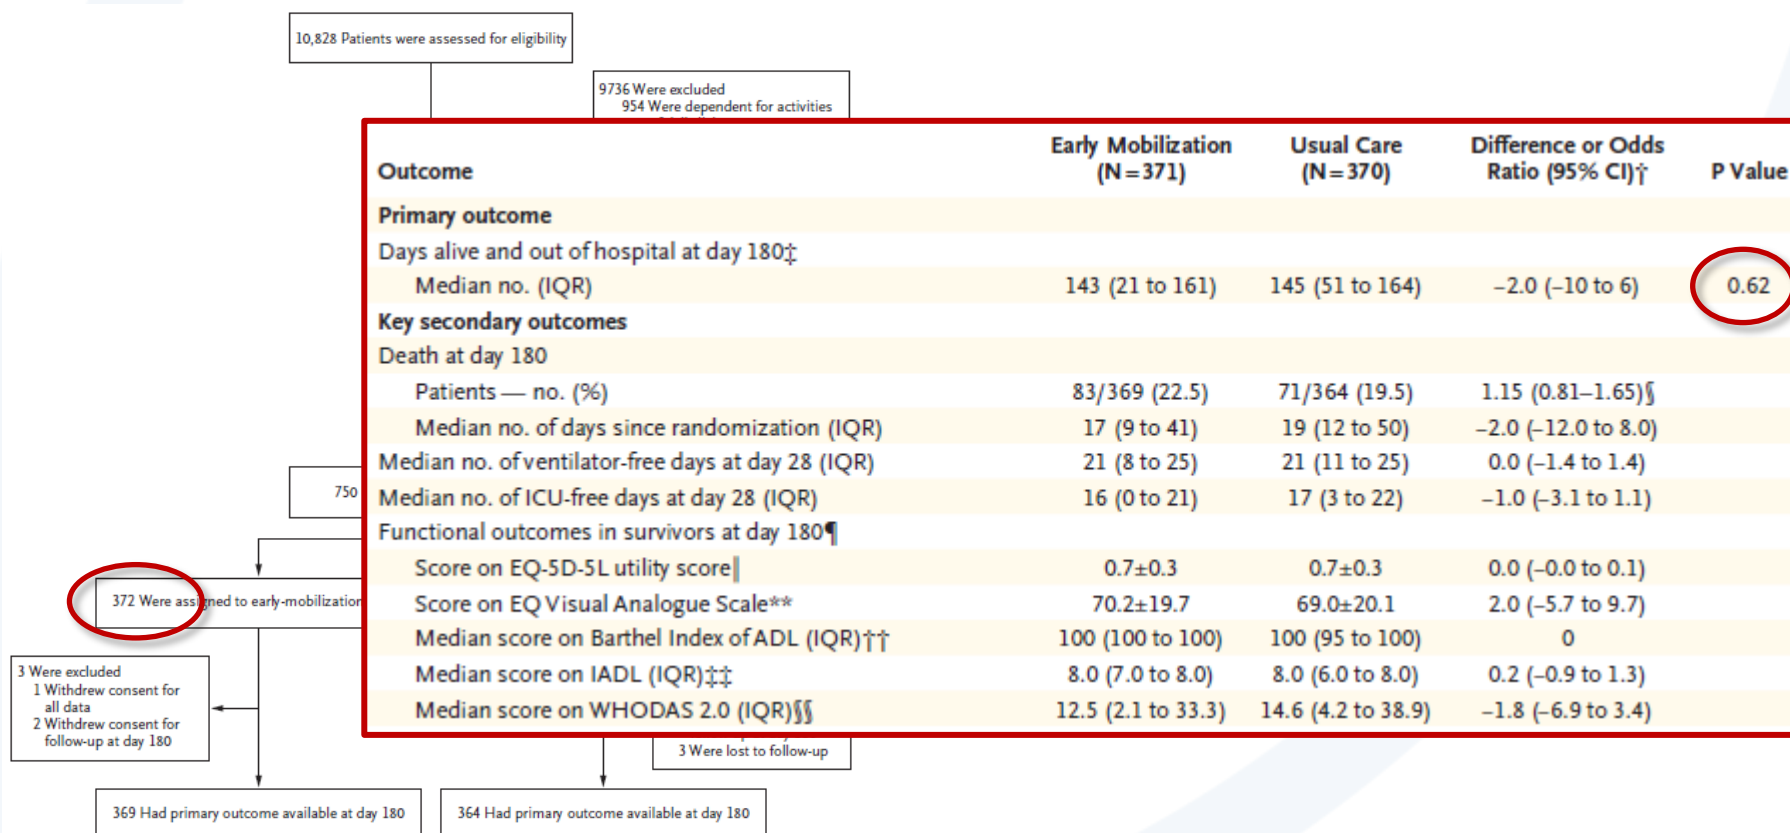 10,828 Patients were assessed for eligibility
9736 Were excluded
954 Were dependent for activities
Outcome Early Mobilization (N=371) Usual Care (N=370) Difference or Odds Ratio (95% CI)† P Value
Primary outcome
Days alive and out of hospital at day 180‡
Median no. (IQR) 143 (21 to 161) 145 (51 to 164) −2.0 (−10 to 6) 0.62
Key secondary outcomes
Death at day 180
Patients — no. (%) 83/369 (22.5) 71/364 (19.5) 1.15 (0.81–1.65)§
Median no. of days since randomization (IQR) 17 (9 to 41) 19 (12 to 50) −2.0 (−12.0 to 8.0)
Median no. of ventilator-free days at day 28 (IQR) 21 (8 to 25) 21 (11 to 25) 0.0 (−1.4 to 1.4)
Median no. of ICU-free days at day 28 (IQR) 16 (0 to 21) 17 (3 to 22) −1.0 (−3.1 to 1.1)
Functional outcomes in survivors at day 180¶
Score on EQ-5D-5L utility score‖ 0.7±0.3 0.7±0.3 0.0 (−0.0 to 0.1)
Score on EQ Visual Analogue Scale** 70.2±19.7 69.0±20.1 2.0 (−5.7 to 9.7)
Median score on Barthel Index of ADL (IQR)†† 100 (100 to 100) 100 (95 to 100) 0
Median score on IADL (IQR)‡‡ 8.0 (7.0 to 8.0) 8.0 (6.0 to 8.0) 0.2 (−0.9 to 1.3)
Median score on WHODAS 2.0 (IQR)§§ 12.5 (2.1 to 33.3) 14.6 (4.2 to 38.9) −1.8 (−6.9 to 3.4)
750
372 Were assigned to early-mobilization
3 Were excluded
1 Withdrew consent for
all data
2 Withdrew consent for
follow-up at day 180
3 Were lost to follow-up
369 Had primary outcome available at day 180
364 Had primary outcome available at day 180